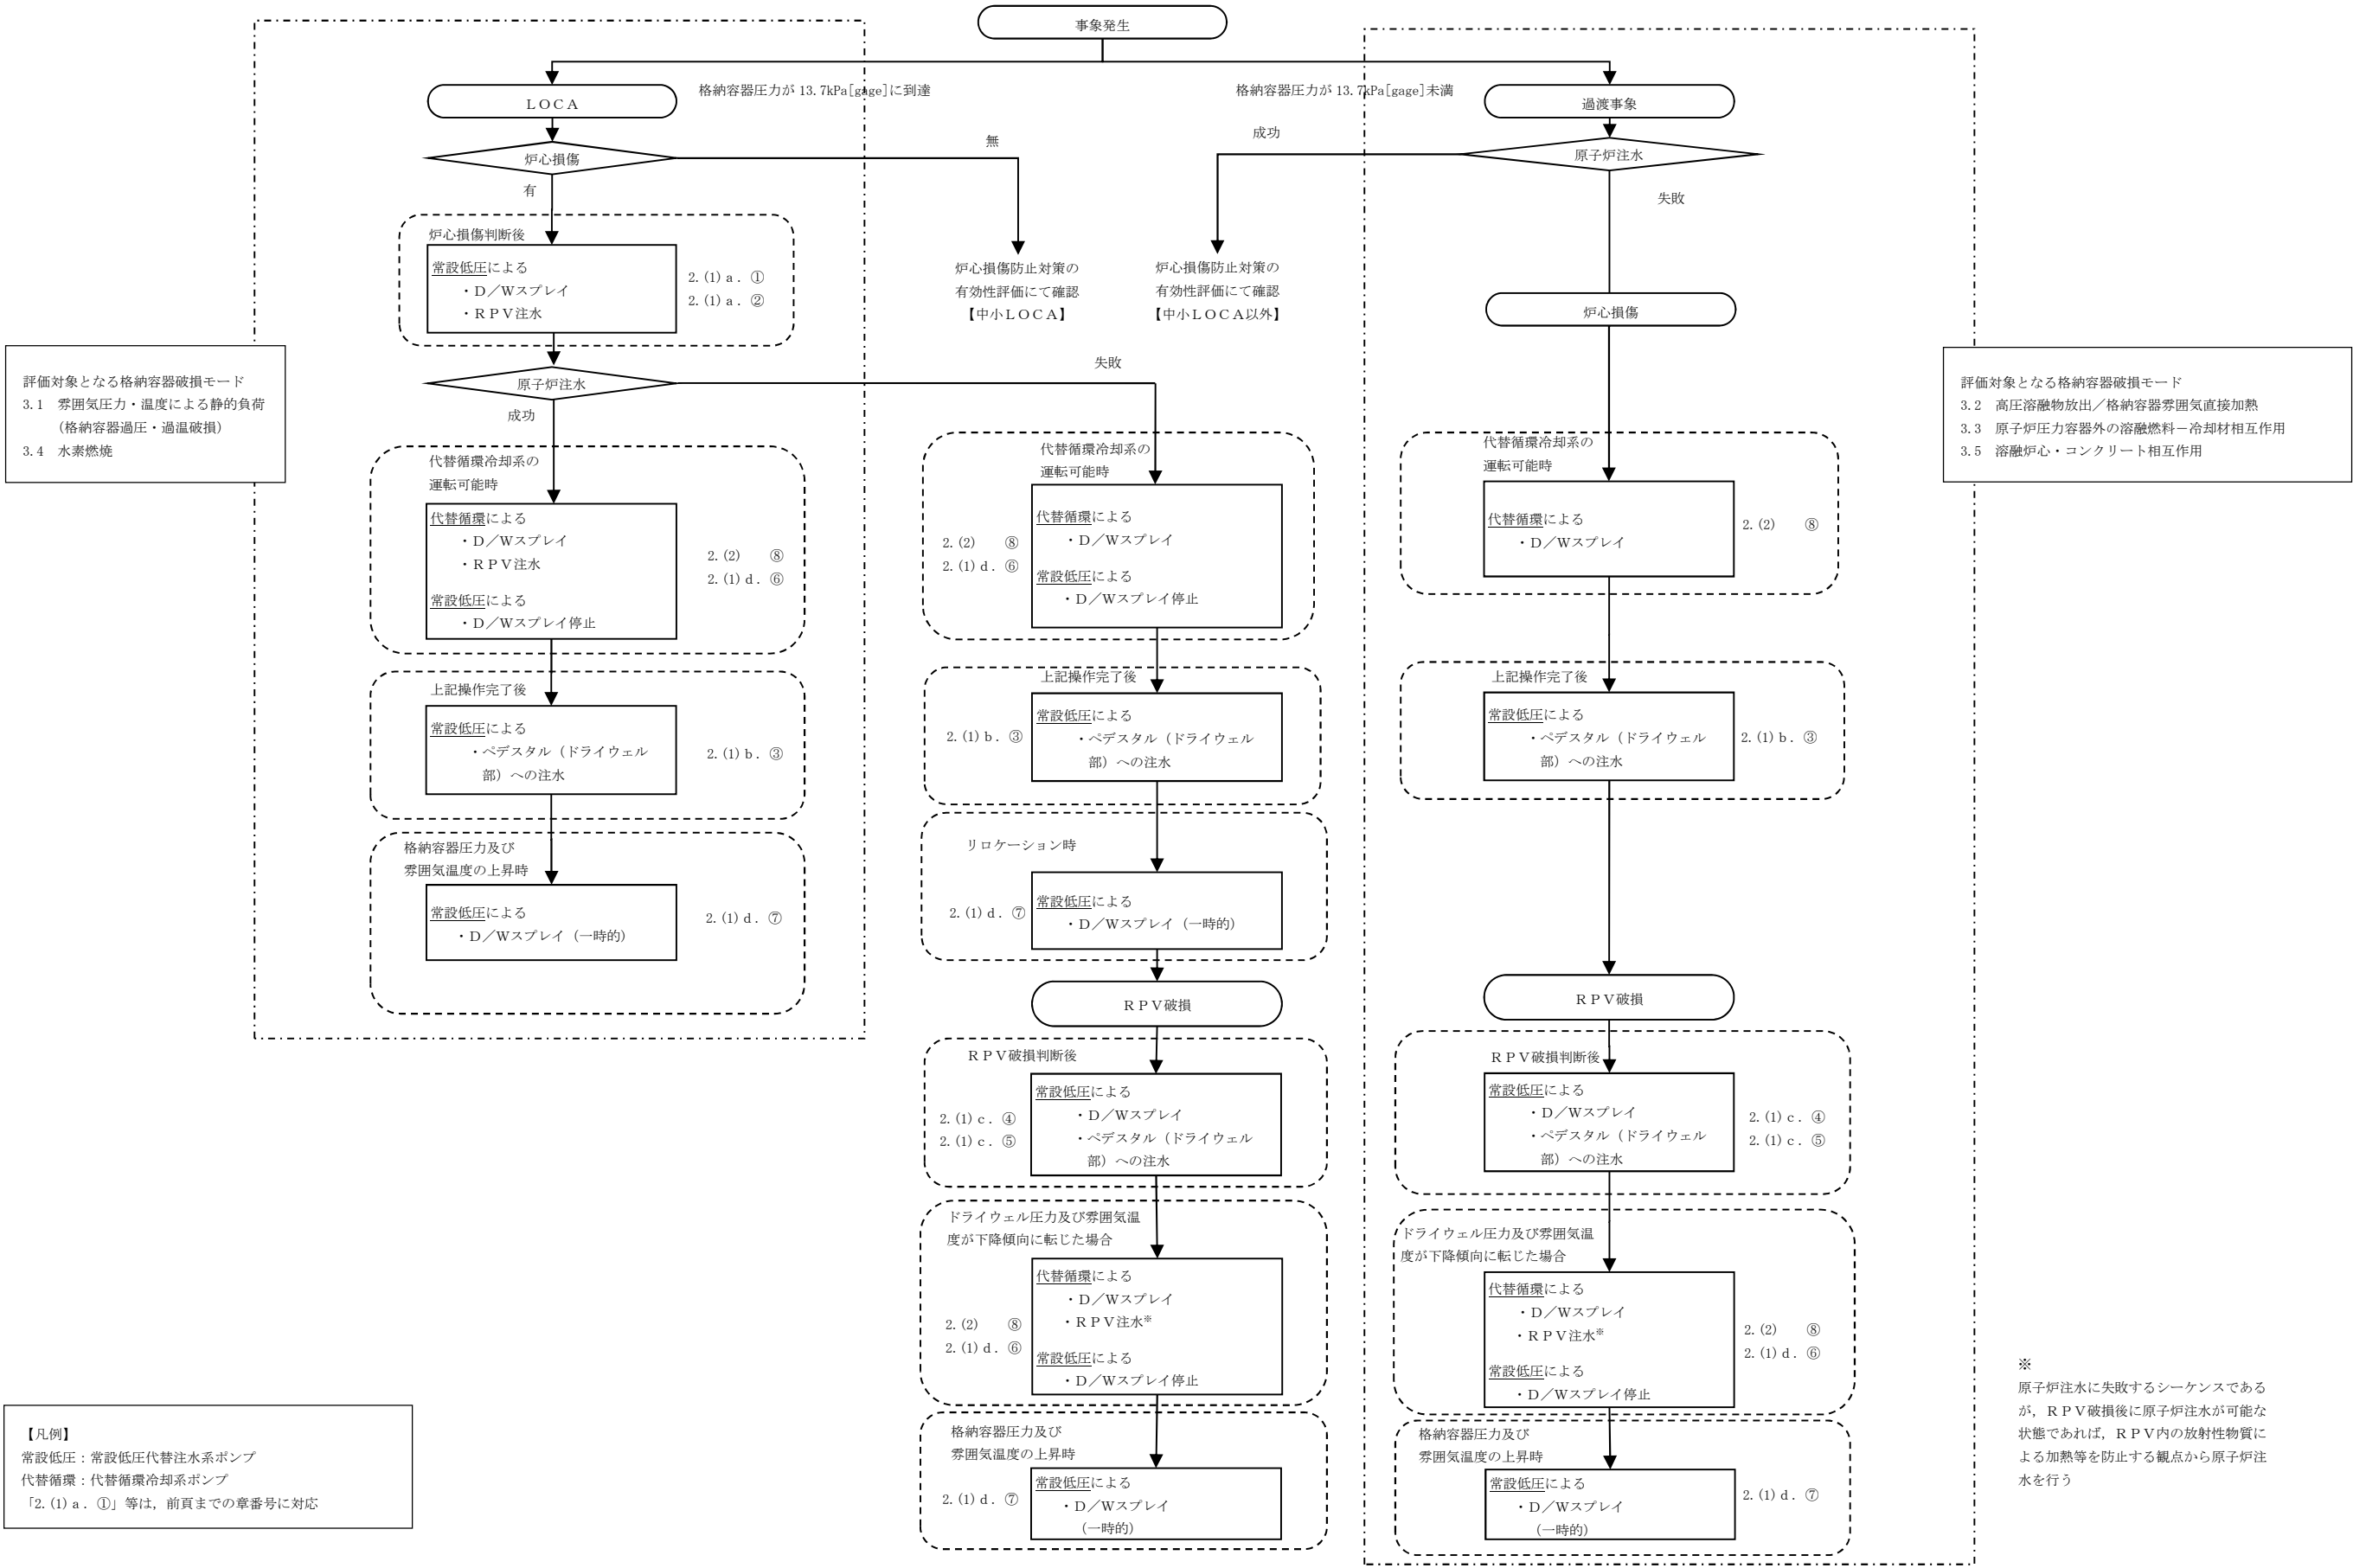 事象発生
格納容器圧力が 13.7kPa[gage]に到達
格納容器圧力が 13.7kPa[gage]未満
LOCA
炉心損傷
無
有
炉心損傷防止対策の
有効性評価にて確認
【中小LOCA】
過渡事象
原子炉注水
成功
失敗
炉心損傷防止対策の
有効性評価にて確認
【中小LOCA以外】
評価対象となる格納容器破損モード
3.1 雰囲気圧力・温度による静的負荷
（格納容器過圧・過温破損）
3.4 水素燃焼
炉心損傷判断後
常設低圧による
・D／Wスプレイ
・RPV注水
2.(1)a．①
2.(1)a．②
原子炉注水
成功
失敗
代替循環冷却系の
運転可能時
代替循環による
・D／Wスプレイ
・RPV注水
常設低圧による
・D／Wスプレイ停止
2.(2) ⑧
2.(1)d．⑥
上記操作完了後
常設低圧による
・ペデスタル（ドライウェル
部）への注水
2.(1)b．③
格納容器圧力及び
雰囲気温度の上昇時
常設低圧による
・D／Wスプレイ（一時的）
2.(1)d．⑦
代替循環冷却系の
運転可能時
2.(2) ⑧
2.(1)d．⑥
代替循環による
・D／Wスプレイ
常設低圧による
・D／Wスプレイ停止
上記操作完了後
2.(1)b．③
常設低圧による
・ペデスタル（ドライウェル
部）への注水
リロケーション時
2.(1)d．⑦
常設低圧による
・D／Wスプレイ（一時的）
RPV破損
RPV破損判断後
2.(1)c．④
2.(1)c．⑤
常設低圧による
・D／Wスプレイ
・ペデスタル（ドライウェル
部）への注水
ドライウェル圧力及び雰囲気温
度が下降傾向に転じた場合
2.(2) ⑧
2.(1)d．⑥
代替循環による
・D／Wスプレイ
・RPV注水※
常設低圧による
・D／Wスプレイ停止
格納容器圧力及び
雰囲気温度の上昇時
2.(1)d．⑦
常設低圧による
・D／Wスプレイ
（一時的）
炉心損傷
代替循環冷却系の
運転可能時
代替循環による
・D／Wスプレイ
2.(2) ⑧
上記操作完了後
常設低圧による
・ペデスタル（ドライウェル
部）への注水
2.(1)b．③
RPV破損
RPV破損判断後
常設低圧による
・D／Wスプレイ
・ペデスタル（ドライウェル
部）への注水
2.(1)c．④
2.(1)c．⑤
ドライウェル圧力及び雰囲気温
度が下降傾向に転じた場合
代替循環による
・D／Wスプレイ
・RPV注水※
常設低圧による
・D／Wスプレイ停止
2.(2) ⑧
2.(1)d．⑥
格納容器圧力及び
雰囲気温度の上昇時
常設低圧による
・D／Wスプレイ
（一時的）
2.(1)d．⑦
評価対象となる格納容器破損モード
3.2 高圧溶融物放出／格納容器雰囲気直接加熱
3.3 原子炉圧力容器外の溶融燃料－冷却材相互作用
3.5 溶融炉心・コンクリート相互作用
【凡例】
常設低圧：常設低圧代替注水系ポンプ
代替循環：代替循環冷却系ポンプ
「2.(1)a．①」等は，前頁までの章番号に対応
※
原子炉注水に失敗するシーケンスである
が，RPV破損後に原子炉注水が可能な
状態であれば，RPV内の放射性物質に
よる加熱等を防止する観点から原子炉注
水を行う